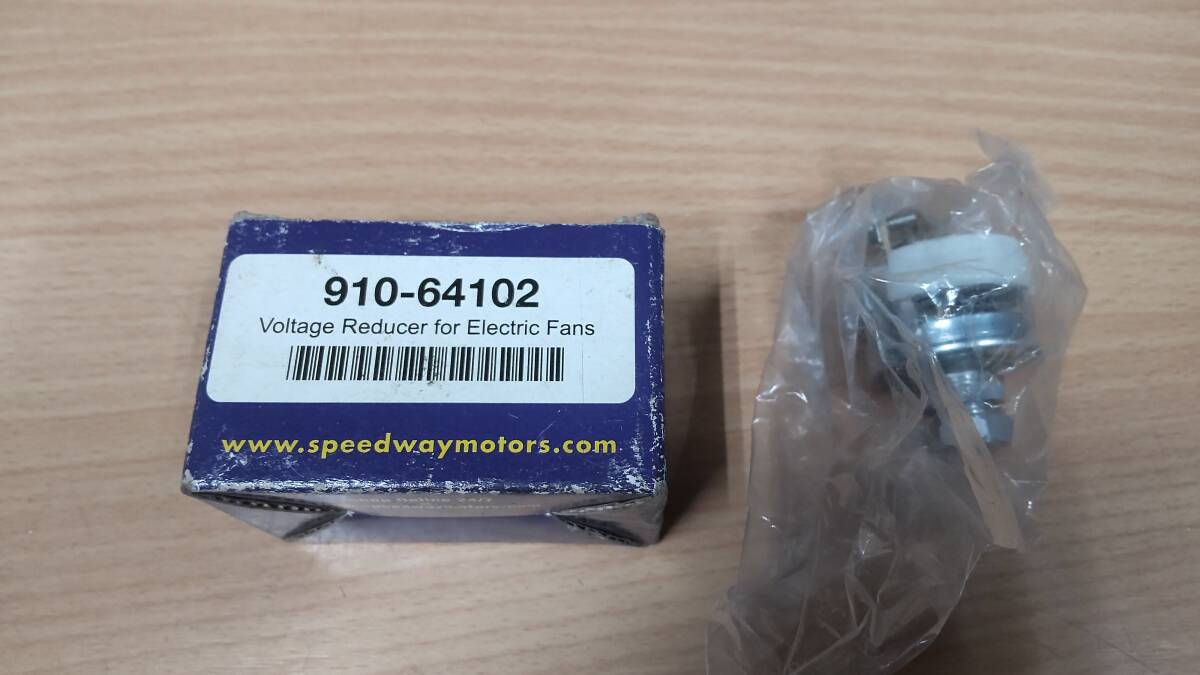 910-64102
Voltage Reducer for Electric Fans
www.speedwaymotors.com